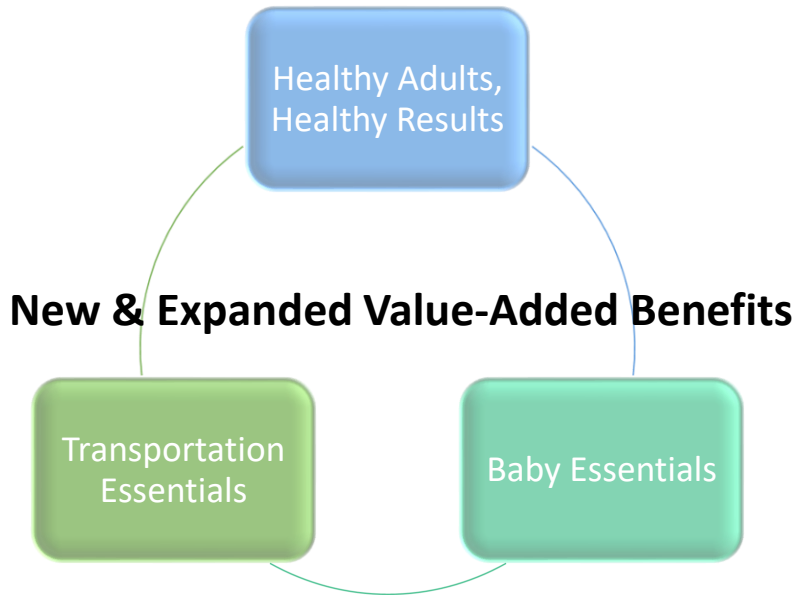 Healthy Adults,
Healthy Results
New & Expanded Value-Added Benefits
Transportation
Essentials
Baby Essentials